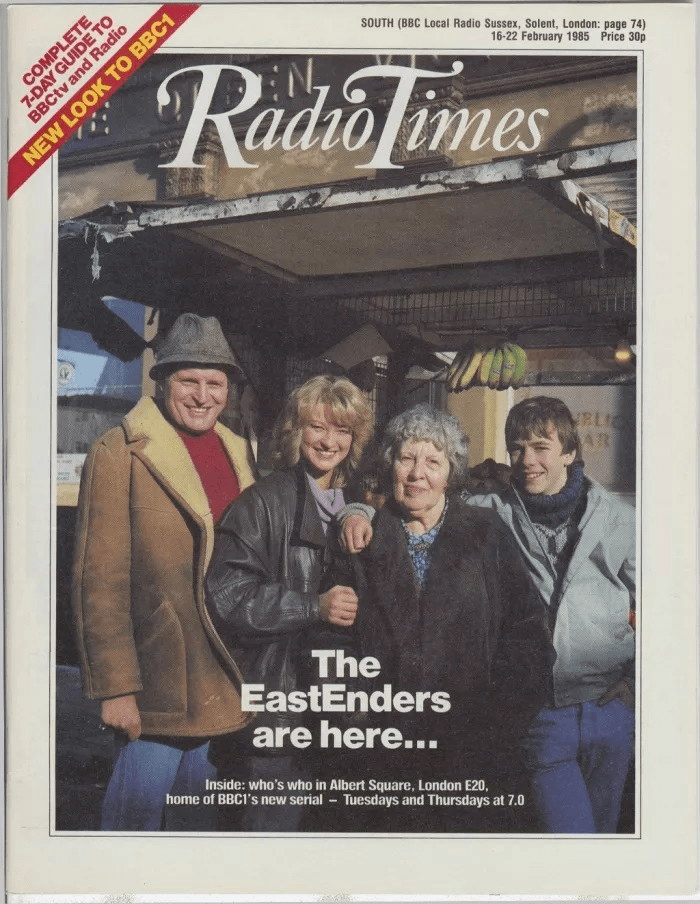 COMPLETE
7-DAY GUIDE TO
BBCtv and Radio
NEW LOOK TO BBC1
SOUTH (BBC Local Radio Sussex, Solent, London: page 74)
16-22 February 1985 Price 30p
RadioTimes
The
EastEnders
are here...
Inside: who's who in Albert Square, London E20,
home of BBC1's new serial – Tuesdays and Thursdays at 7.0